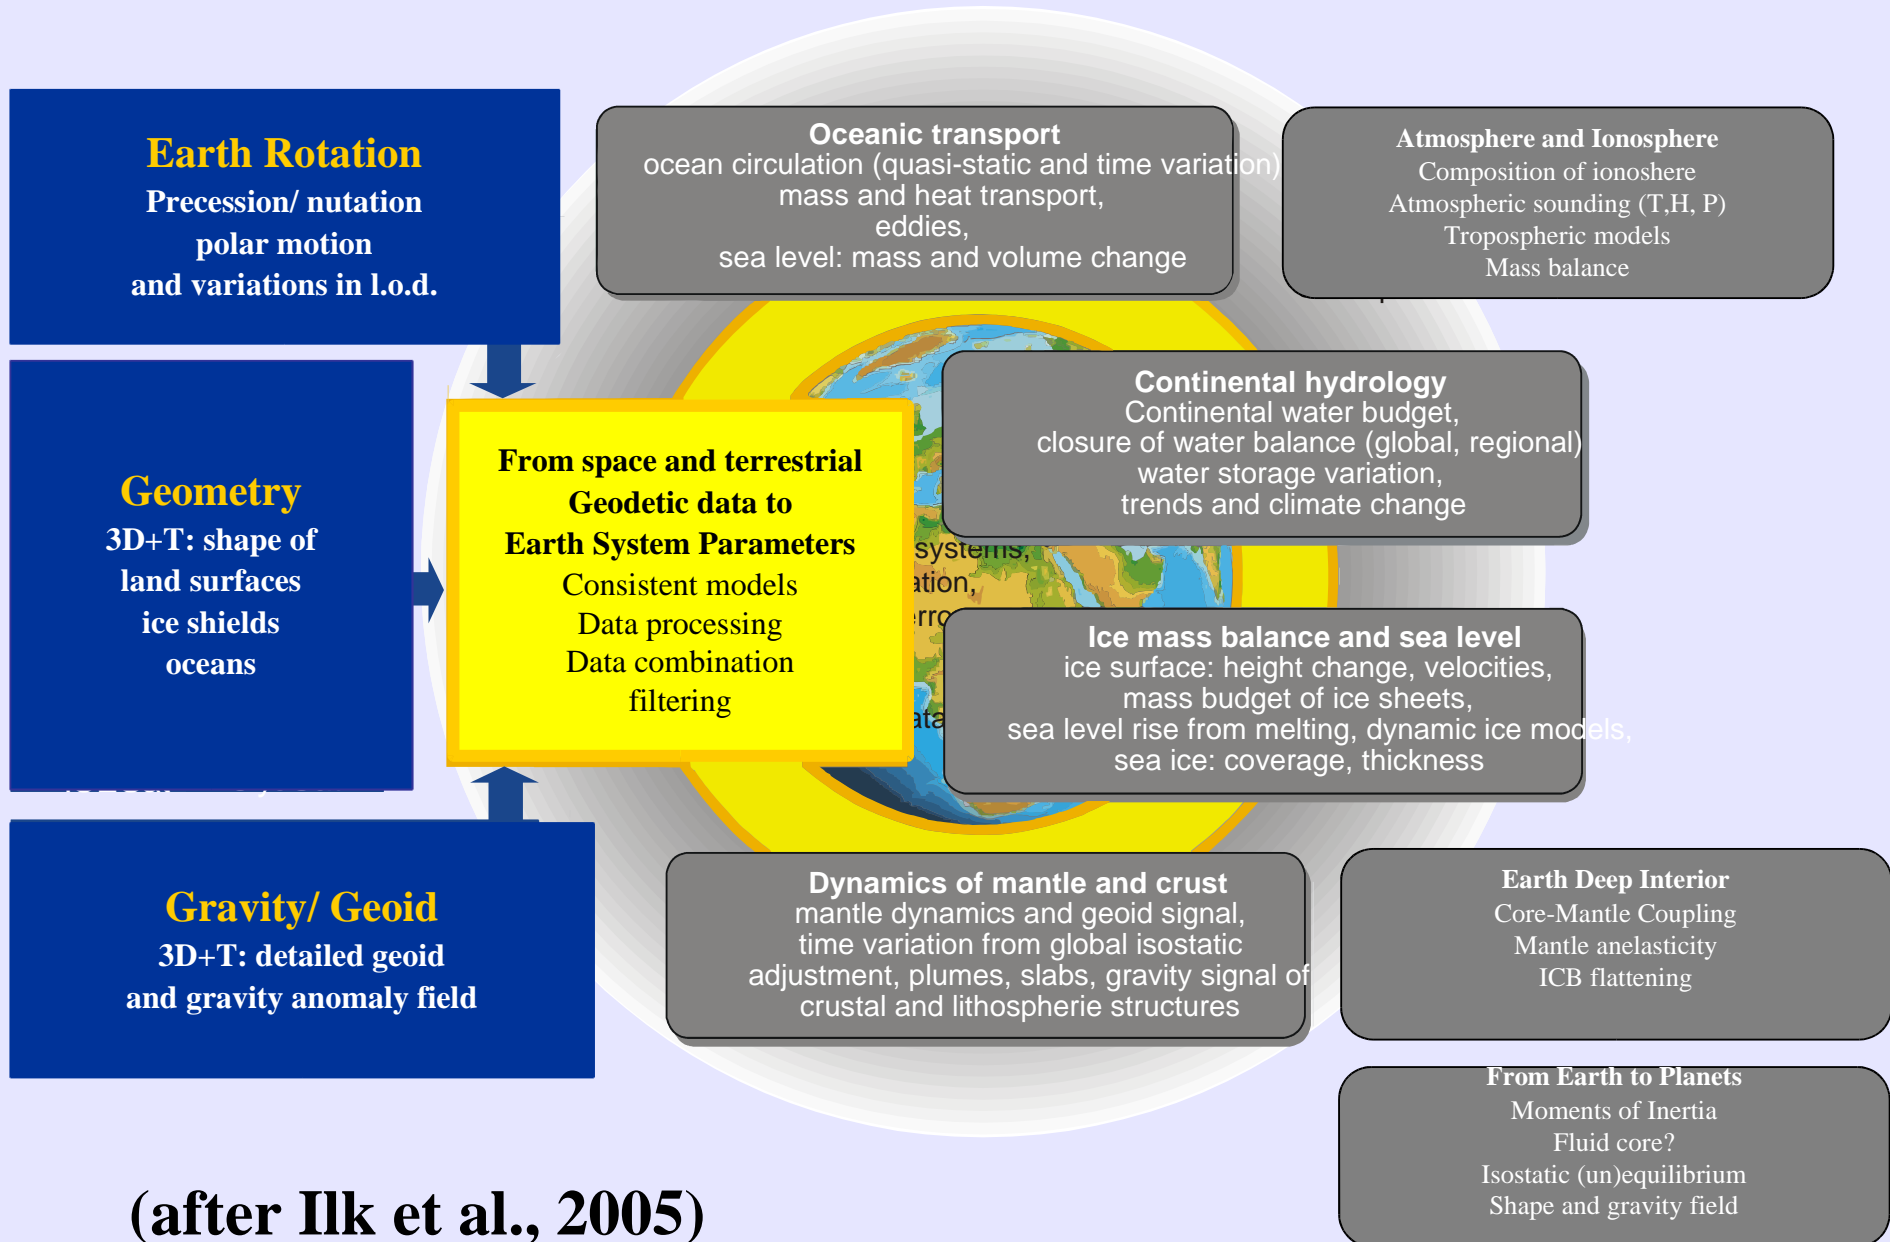 Earth Rotation
Precession/ nutation
polar motion
and variations in l.o.d.
Geometry
3D+T: shape of
land surfaces
ice shields
oceans
Gravity/ Geoid
3D+T: detailed geoid
and gravity anomaly field
From space and terrestrial
Geodetic data to
Earth System Parameters
Consistent models
Data processing
Data combination
filtering
Oceanic transport
ocean circulation (quasi-static and time variation)
mass and heat transport,
eddies,
sea level: mass and volume change
Atmosphere and Ionosphere
Composition of ionoshere
Atmospheric sounding (T,H, P)
Tropospheric models
Mass balance
Continental hydrology
Continental water budget,
closure of water balance (global, regional)
water storage variation,
trends and climate change
systems,
Ice mass balance and sea level
ice surface: height change, velocities,
mass budget of ice sheets,
sea level rise from melting, dynamic ice models,
sea ice: coverage, thickness
Dynamics of mantle and crust
mantle dynamics and geoid signal,
time variation from global isostatic
adjustment, plumes, slabs, gravity signal of
crustal and lithospherie structures
Earth Deep Interior
Core-Mantle Coupling
Mantle anelasticity
ICB flattening
From Earth to Planets
Moments of Inertia
Fluid core?
Isostatic (un)equilibrium
Shape and gravity field
(after Ilk et al., 2005)